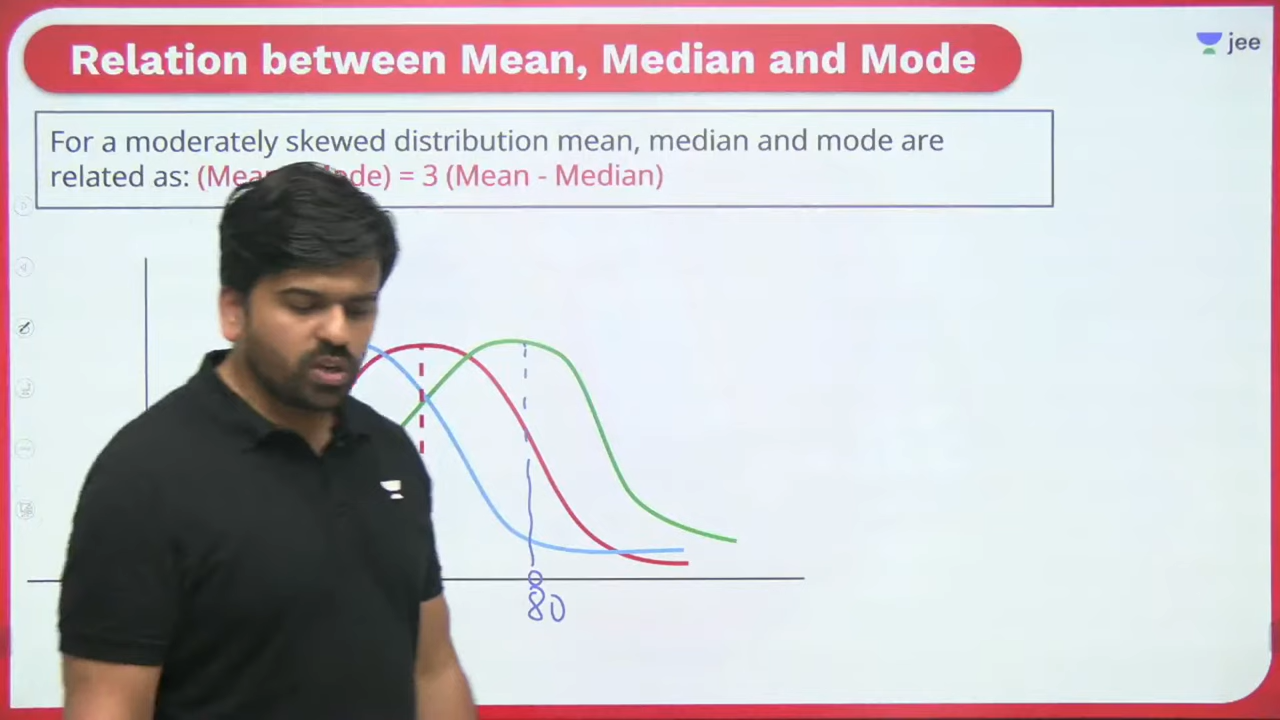 Relation between Mean, Median and Mode
jee
For a moderately skewed distribution mean, median and mode are
related as: = 3 (Mean - Median)
80